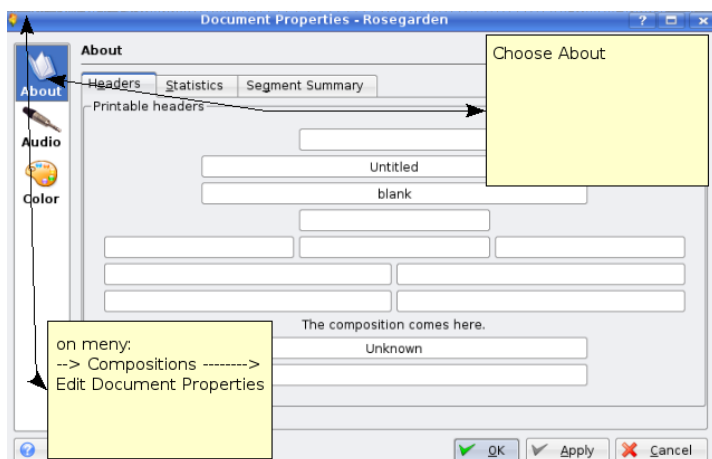 Document Properties - Rosegarden
About
Choose About
Headers Statistics Segment Summary
About
Printable headers
Audio
Untitled
Color
blank
The composition comes here.
on meny:
--> Compositions -------->
Edit Document Properties
Unknown
OK Apply Cancel